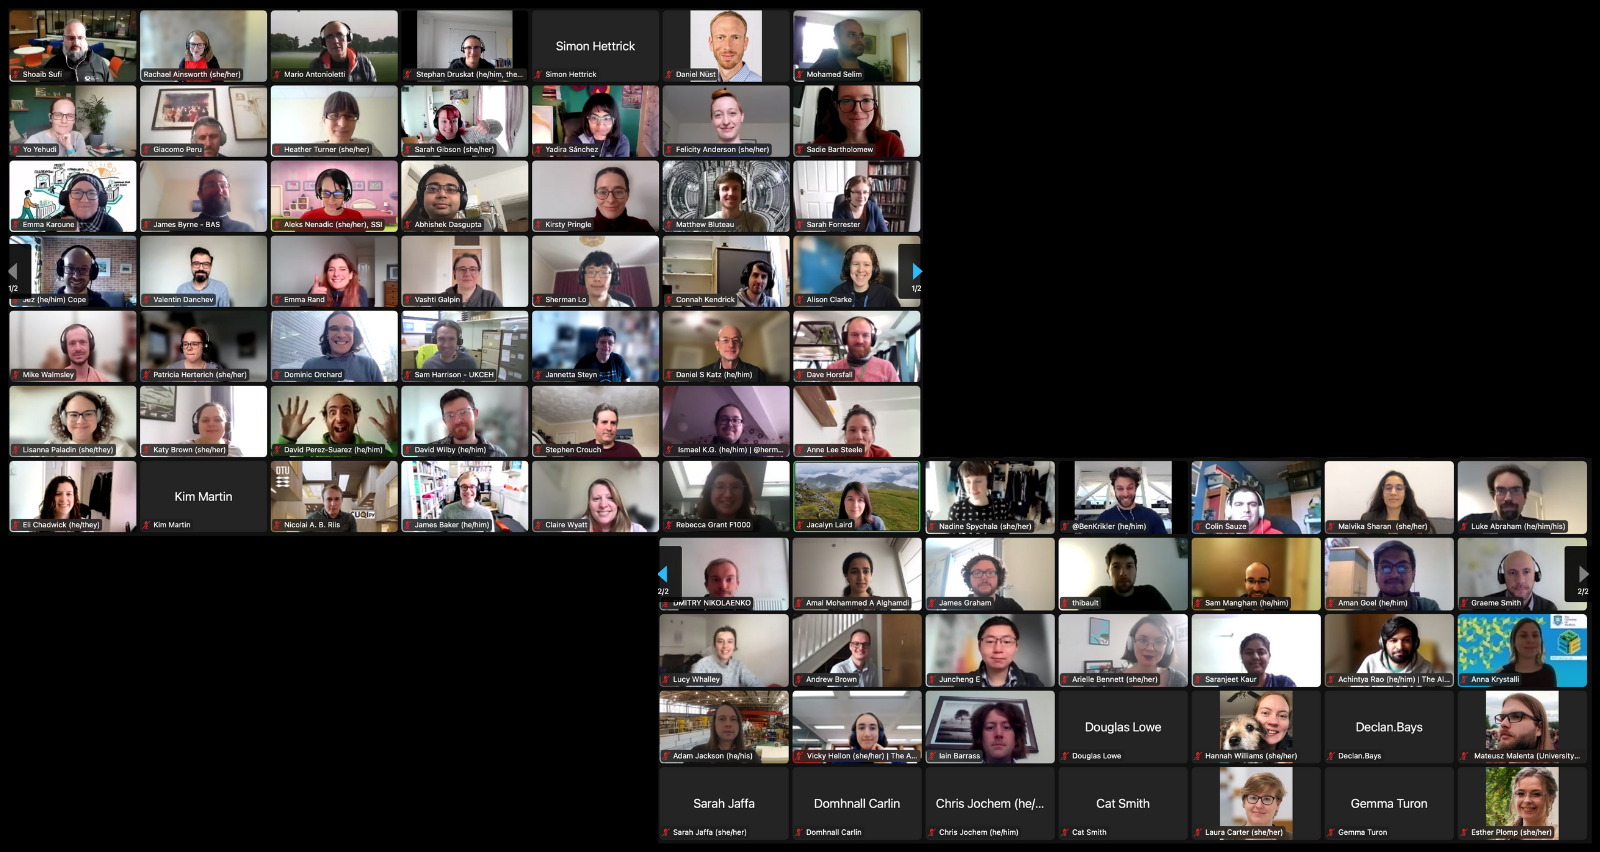 Shoaib Sufi
Rachael Ainsworth (she/her)
Mario Antonioletti
Stephan Druskat (he/him, the...
Simon Hettrick
Simon Hettrick
Daniel Nüst
Mohamed Selim
Yo Yehudi
Giacomo Peru
Heather Turner (she/her)
Sarah Gibson (she/her)
Yadira Sánchez
Felicity Anderson (she/her)
Sadie Bartholomew
Emma Karoune
James Byrne - BAS
Aleks Nenadic (she/her), SSI
Abhishek Dasgupta
Kirsty Pringle
Matthew Bluteau
Sarah Forrester
1/2
Jez (he/him) Cope
Valentin Danchev
Emma Rand
Vashti Galpin
Sherman Lo
Connah Kendrick
Alison Clarke
1/2
Mike Walmsley
Patricia Herterich (she/her)
Dominic Orchard
Sam Harrison - UKCEH
Jannetta Steyn
Daniel S Katz (he/him)
Dave Horsfall
Lisanna Paladin (she/they)
Katy Brown (she/her)
David Perez-Suarez (he/him)
David Wilby (he/him)
Stephen Crouch
Ismael K.G. (he/him) | @herm...
Anne Lee Steele
Eli Chadwick (he/they)
Kim Martin
Kim Martin
DTU
CUQIpy
Nicolai A. B. Riis
James Baker (he/him)
Claire Wyatt
Rebecca Grant F1000
Jacalyn Laird
Nadine Spychala (she/her)
@BenKrikler (he/him)
Colin Sauze
Malvika Sharan (she/her)
Luke Abraham (he/him/his)
2/2
DMITRY NIKOLAENKO
Amal Mohammed A Alghamdi
James Graham
thibault
Sam Mangham (he/him)
Aman Goel (he/him)
Graeme Smith
2/2
Lucy Whalley
Andrew Brown
Juncheng E
Arielle Bennett (she/her)
Saranjeet Kaur
Achintya Rao (he/him) | The Al...
Anna Krystalli
Adam Jackson (he/his)
Vicky Hellon (she/her) | The A...
Iain Barrass
Douglas Lowe
Douglas Lowe
Hannah Williams (she/her)
Declan.Bays
Declan.Bays
Mateusz Malenta (University...
Sarah Jaffa
Sarah Jaffa (she/her)
Domhnall Carlin
Domhnall Carlin
Chris Jochem (he/...
Chris Jochem (he/him)
Cat Smith
Cat Smith
Laura Carter (she/her)
Gemma Turon
Gemma Turon
Esther Plomp (she/her)